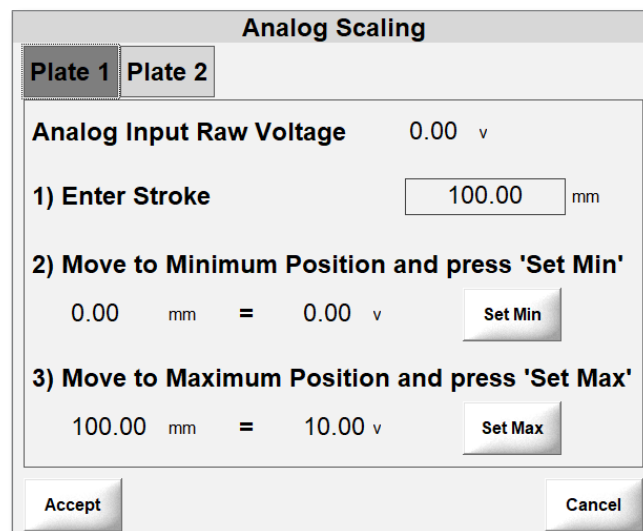 Analog Scaling
Plate 1 Plate 2
Analog Input Raw Voltage 0.00 v
1) Enter Stroke 100.00 mm
2) Move to Minimum Position and press 'Set Min'
0.00 mm = 0.00 v Set Min
3) Move to Maximum Position and press 'Set Max'
100.00 mm = 10.00 v Set Max
Accept Cancel